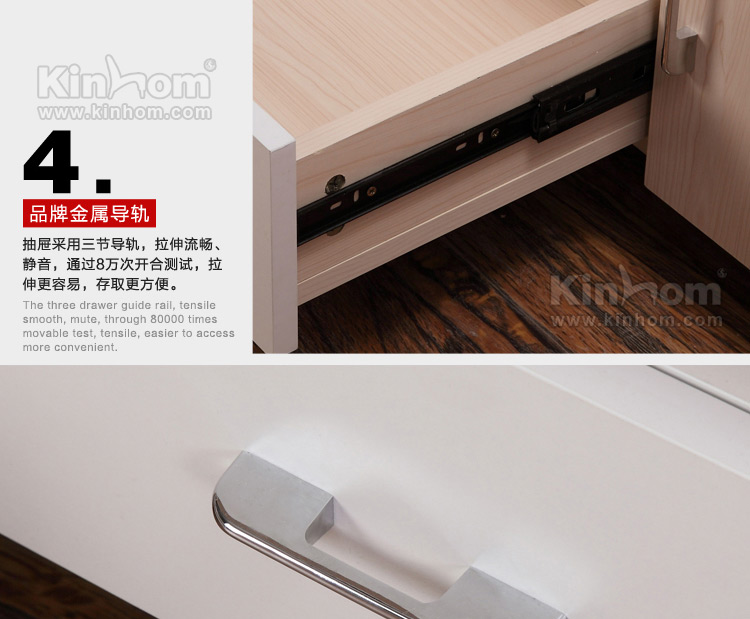 Kinhom
www.kinhom.com
4.
品牌金属导轨
抽屉采用三节导轨，拉伸流畅、
静音，通过8万次开合测试，拉
伸更容易，存取更方便。
The three drawer guide rail, tensile
smooth, mute, through 80000 times
movable test, tensile, easier to access
more convenient.
Kinhom
www.kinhom.com